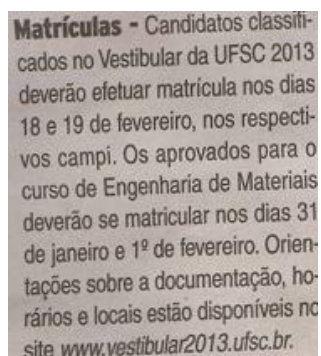 Matrículas - Candidatos classifi-
cados no Vestibular da UFSC 2013
deverão efetuar matrícula nos dias
18 e 19 de fevereiro, nos respecti-
vos campi. Os aprovados para o
curso de Engenharia de Materiais
deverão se matricular nos dias 31
de janeiro e 1º de fevereiro. Orien-
tações sobre a documentação, ho-
rários e locais estão disponíveis no
site www.vestibular2013.ufsc.br.